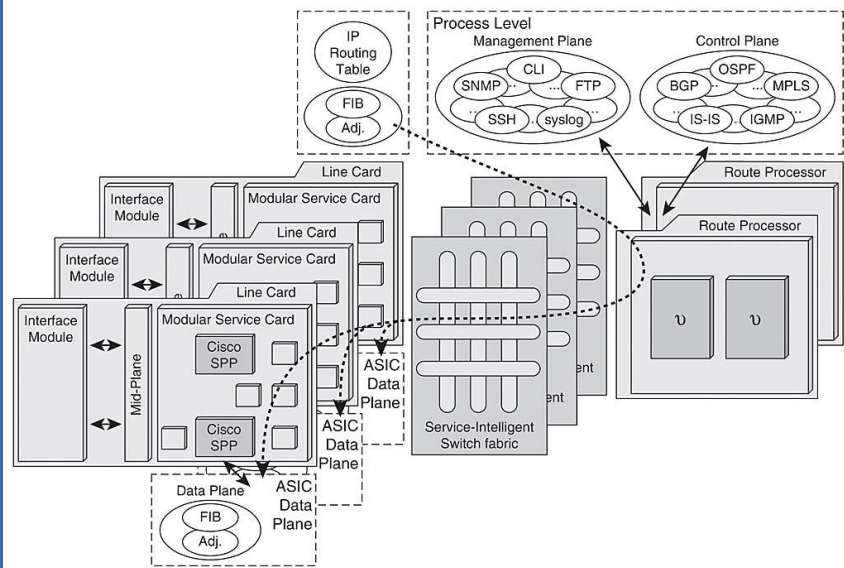 IP
Routing
Table
FIB
Adj.
Process Level
Management Plane
CLI
SNMP
FTP
SSH
syslog
Control Plane
OSPF
BGP
MPLS
IS-IS
IGMP
Line Card
Interface
Module
Modular Service Card
Line Card
Interface
Module
Modular Service Card
Line Card
Interface
Module
Mid-Plane
Modular Service Card
Cisco
SPP
Cisco
SPP
ASIC
Data
Plane
ASIC
Data
Plane
ASIC
Data
Plane
Data Plane
FIB
Adj.
Service-Intelligent
Switch fabric
Route Processor
Route Processor
υ
υ